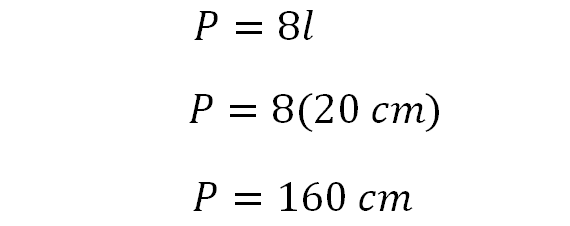 P = 8l
P = 8(20 cm)
P = 160 cm